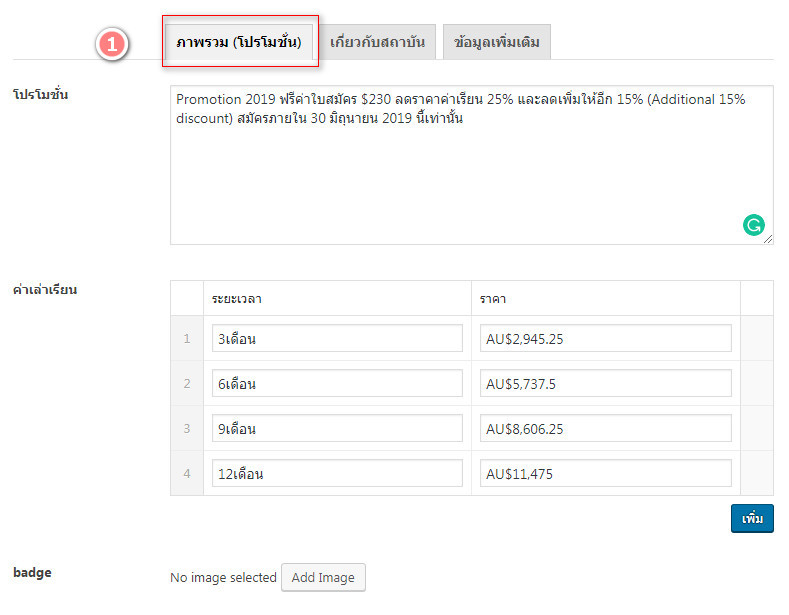 1
ภาพรวม (โปรโมชั่น) เกี่ยวกับสถาบัน ข้อมูลเพิ่มเติม
โปรโมชั่น
Promotion 2019 ฟรีค่าใบสมัคร $230 ลดราคาค่าเรียน 25% และลดเพิ่มให้อีก 15% (Additional 15%
discount) สมัครภายใน 30 มิถุนายน 2019 นี้เท่านั้น
ค่าเล่าเรียน
ระยะเวลา ราคา
1 3เดือน AU$2,945.25
2 6เดือน AU$5,737.5
3 9เดือน AU$8,606.25
4 12เดือน AU$11,475
เพิ่ม
badge
No image selected Add Image